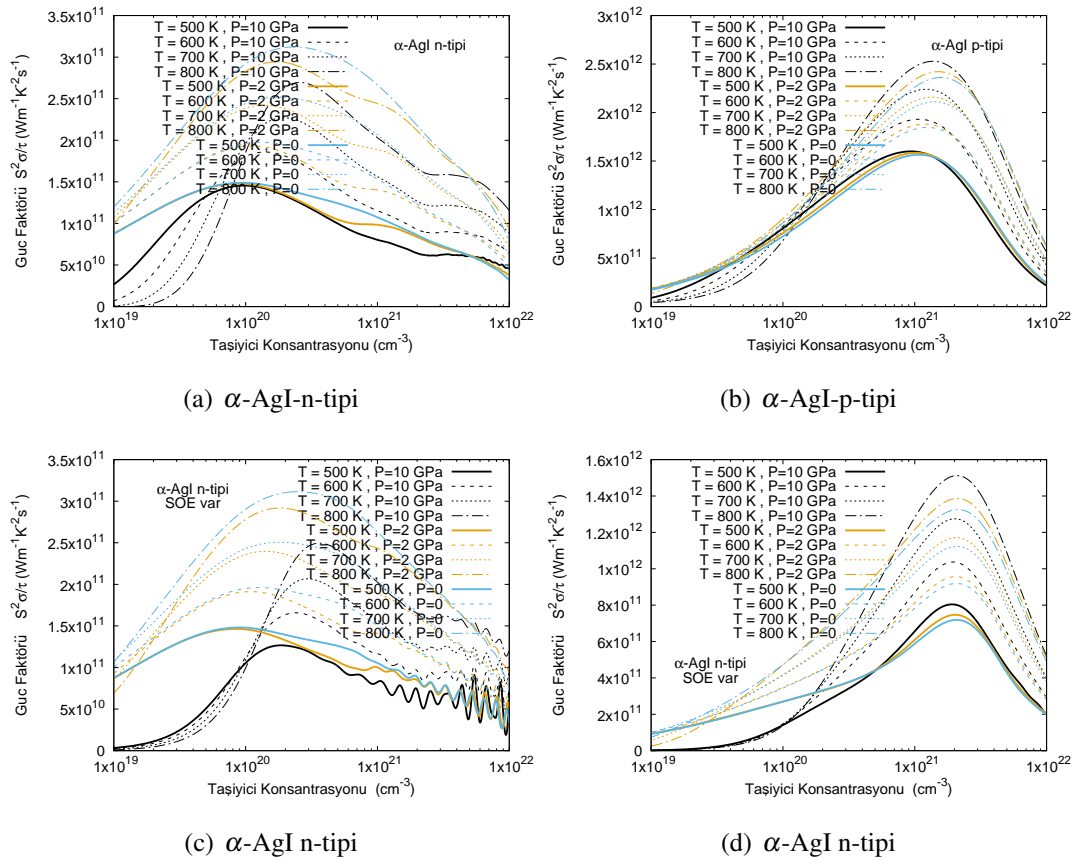 3.5x10^11
3x10^11
2.5x10^11
2x10^11
1.5x10^11
1x10^11
5x10^10
0
Guc Faktörü S^2σ/τ (Wm^-1K^-2s^-1)
T = 500 K , P=10 GPa
T = 600 K , P=10 GPa
T = 700 K , P=10 GPa
T = 800 K , P=10 GPa
T = 500 K, P=2 GPa
T = 600 K , P=2 GPa
T = 700 K, P=2 GPa
T = 800 K , P=2 GPa
T = 500 K, P=0
T = 600 K , P=0
T = 700 K , P=0
T = 800 K , P=0
α-AgI n-tipi
1x10^19 1x10^20 1x10^21 1x10^22
Taşiyici Konsantrasyonu (cm^-3)
(a) α-AgI-n-tipi
3x10^12
2.5x10^12
2x10^12
1.5x10^12
1x10^12
5x10^11
0
Guc Faktörü S^2σ/τ (Wm^-1K^-2s^-1)
T = 500 K , P=10 GPa
T = 600 K , P=10 GPa
T = 700 K , P=10 GPa
T = 800 K , P=10 GPa
T = 500 K, P=2 GPa
T = 600 K , P=2 GPa
T = 700 K, P=2 GPa
T = 800 K , P=2 GPa
T = 500 K, P=0
T = 600 K , P=0
T = 700 K , P=0
T = 800 K , P=0
α-AgI p-tipi
1x10^19 1x10^20 1x10^21 1x10^22
Taşiyici Konsantrasyonu (cm^-3)
(b) α-AgI-p-tipi
3.5x10^11
3x10^11
2.5x10^11
2x10^11
1.5x10^11
1x10^11
5x10^10
0
Guc Faktörü S^2σ/τ (Wm^-1K^-2s^-1)
α-AgI n-tipi
SOE var
T = 500 K , P=10 GPa
T = 600 K , P=10 GPa
T = 700 K , P=10 GPa
T = 800 K , P=10 GPa
T = 500 K , P=2 GPa
T = 600 K , P=2 GPa
T = 700 K , P=2 GPa
T = 800 K , P=2 GPa
T = 500 K , P=0
T = 600 K , P=0
T = 700 K , P=0
T = 800 K , P=0
1x10^19 1x10^20 1x10^21 1x10^22
Taşiyici Konsantrasyonu (cm^-3)
(c) α-AgI n-tipi
1.6x10^12
1.4x10^12
1.2x10^12
1x10^12
8x10^11
6x10^11
4x10^11
2x10^11
0
Guc Faktörü S^2σ/τ (Wm^-1K^-2s^-1)
T = 500 K , P=10 GPa
T = 600 K , P=10 GPa
T = 700 K , P=10 GPa
T = 800 K , P=10 GPa
T = 500 K , P=2 GPa
T = 600 K , P=2 GPa
T = 700 K , P=2 GPa
T = 800 K , P=2 GPa
T = 500 K , P=0
T = 600 K , P=0
T = 700 K , P=0
T = 800 K , P=0
α-AgI n-tipi
SOE var
1x10^19 1x10^20 1x10^21 1x10^22
Taşiyici Konsantrasyonu (cm^-3)
(d) α-AgI n-tipi